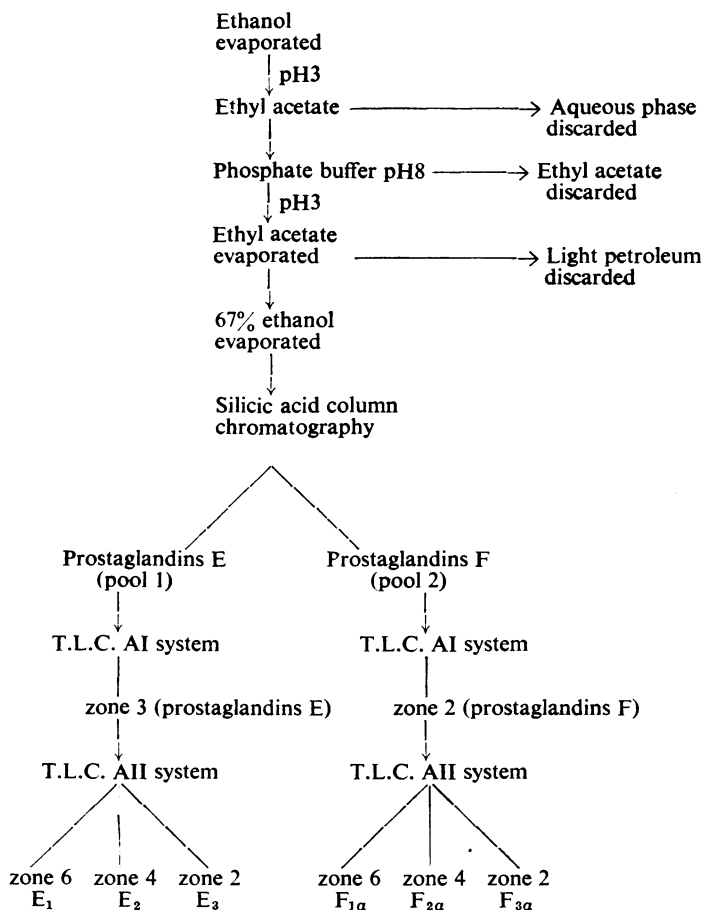 Ethanol
evaporated
pH3
Ethyl acetate
Aqueous phase
discarded
Phosphate buffer pH8
Ethyl acetate
discarded
pH3
Ethyl acetate
evaporated
Light petroleum
discarded
67% ethanol
evaporated
Silicic acid column
chromatography
Prostaglandins E
(pool 1)
Prostaglandins F
(pool 2)
T.L.C. AI system
T.L.C. AI system
zone 3 (prostaglandins E)
zone 2 (prostaglandins F)
T.L.C. AII system
T.L.C. AII system
zone 6
E₁
zone 4
E₂
zone 2
E₃
zone 6
F₁α
zone 4
F₂α
zone 2
F₃α